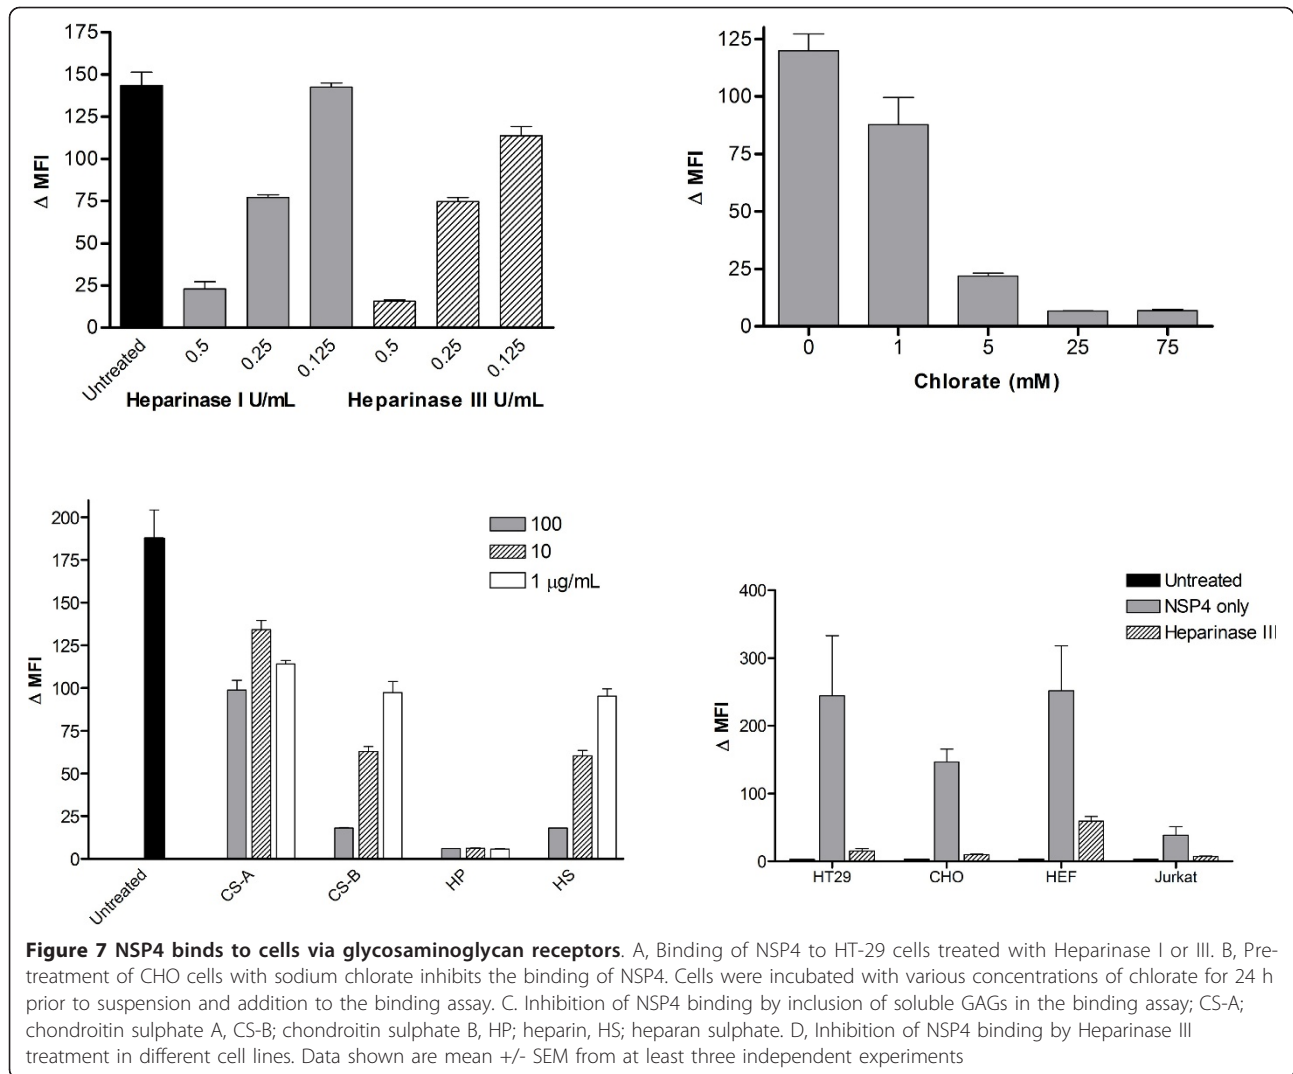 175
150
125
100
75
50
25
0
Δ MFI
Untreated
0.5
0.25
0.125
0.5
0.25
0.125
Heparinase I U/mL
Heparinase III U/mL
125
100
75
50
25
0
Δ MFI
0
1
5
25
75
Chlorate (mM)
200
175
150
125
100
75
50
25
0
Δ MFI
100
10
1 μg/mL
Untreated
CS-A
CS-B
HP
HS
400
300
200
100
0
Δ MFI
Untreated
NSP4 only
Heparinase III
HT29
CHO
HEF
Jurkat
Figure 7 NSP4 binds to cells via glycosaminoglycan receptors. A, Binding of NSP4 to HT-29 cells treated with Heparinase I or III. B, Pre-
treatment of CHO cells with sodium chlorate inhibits the binding of NSP4. Cells were incubated with various concentrations of chlorate for 24 h
prior to suspension and addition to the binding assay. C. Inhibition of NSP4 binding by inclusion of soluble GAGs in the binding assay; CS-A;
chondroitin sulphate A, CS-B; chondroitin sulphate B, HP; heparin, HS; heparan sulphate. D, Inhibition of NSP4 binding by Heparinase III
treatment in different cell lines. Data shown are mean +/- SEM from at least three independent experiments